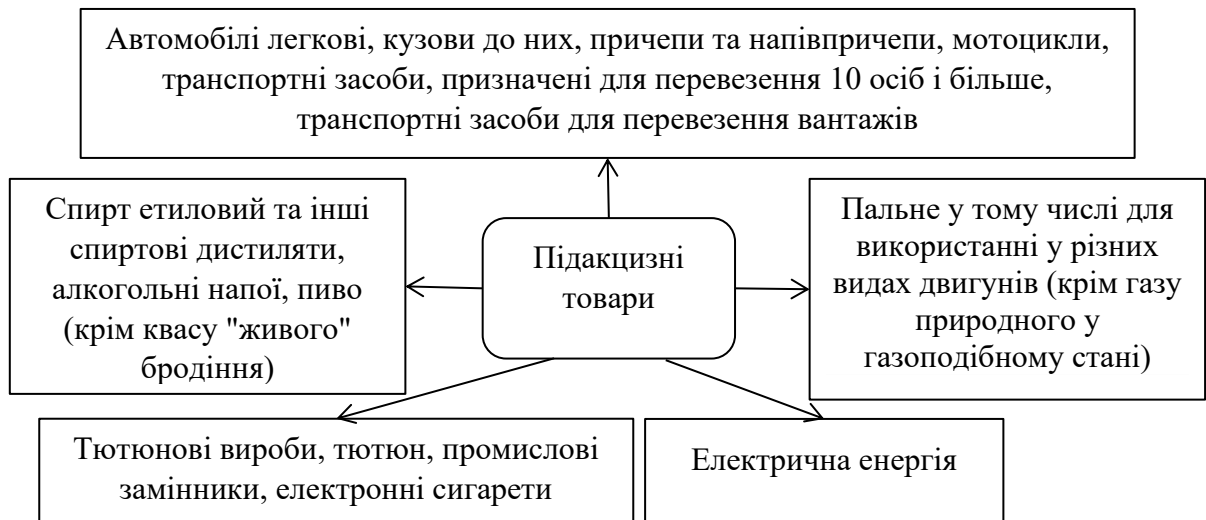 Автомобілі легкові, кузови до них, причепи та напівпричепи, мотоцикли,
транспортні засоби, призначені для перевезення 10 осіб і більше,
транспортні засоби для перевезення вантажів
Спирт етиловий та інші
спиртові дистиляти,
алкогольні напої, пиво
(крім квасу "живого"
бродіння)
Підакцизні
товари
Пальне у тому числі для
використанні у різних
видах двигунів (крім газу
природного у
газоподібному стані)
Тютюнові вироби, тютюн, промислові
замінники, електронні сигарети
Електрична енергія